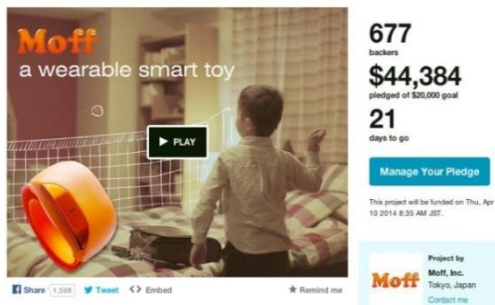 Moff
a wearable smart toy
PLAY
Share 1,598 Tweet <> Embed Remind me
677
backers
$44,384
pledged of $20,000 goal
21
days to go
Manage Your Pledge
This project will be funded on Thu, Apr
10 2014 8:35 AM JST.
Moff
Project by
Moff, Inc.
Tokyo, Japan
Contact me